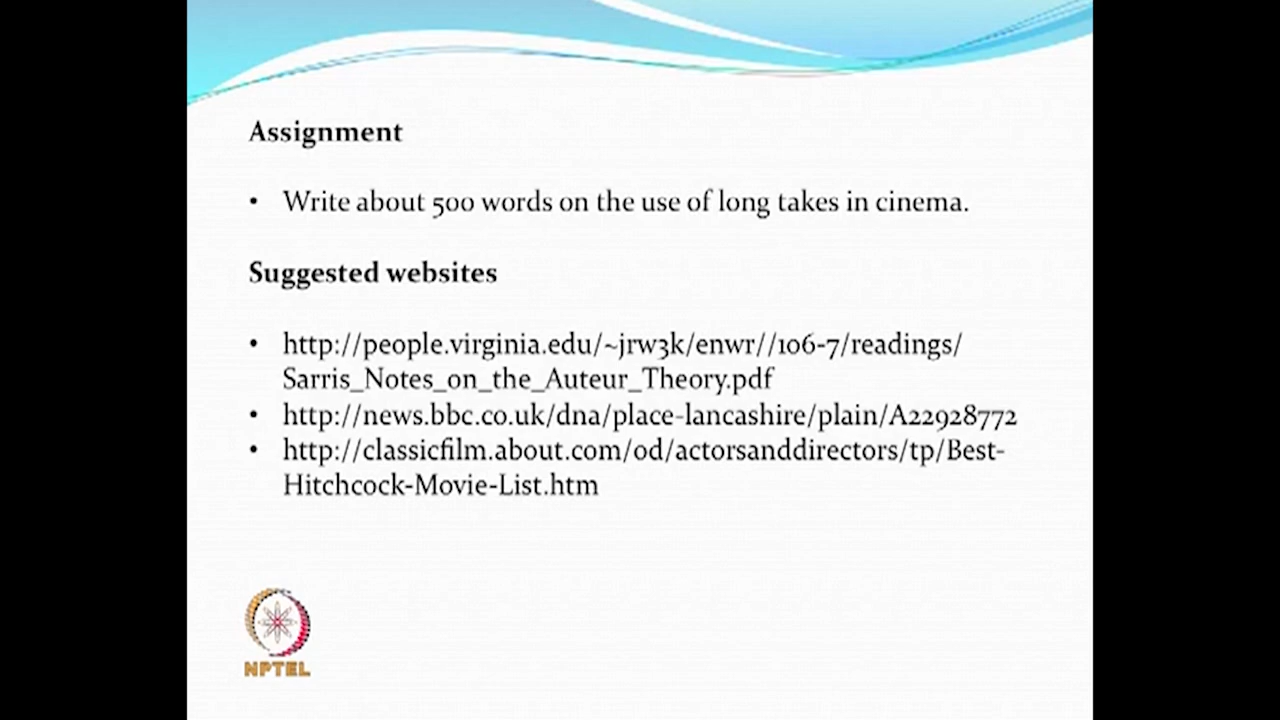 Assignment
• Write about 500 words on the use of long takes in cinema.
Suggested websites
• http://people.virginia.edu/~jrw3k/enwr//106-7/readings/
Sarris_Notes_on_the_Auteur_Theory.pdf
• http://news.bbc.co.uk/dna/place-lancashire/plain/A22928772
• http://classicfilm.about.com/od/actorsanddirectors/tp/Best-
Hitchcock-Movie-List.htm
NPTEL